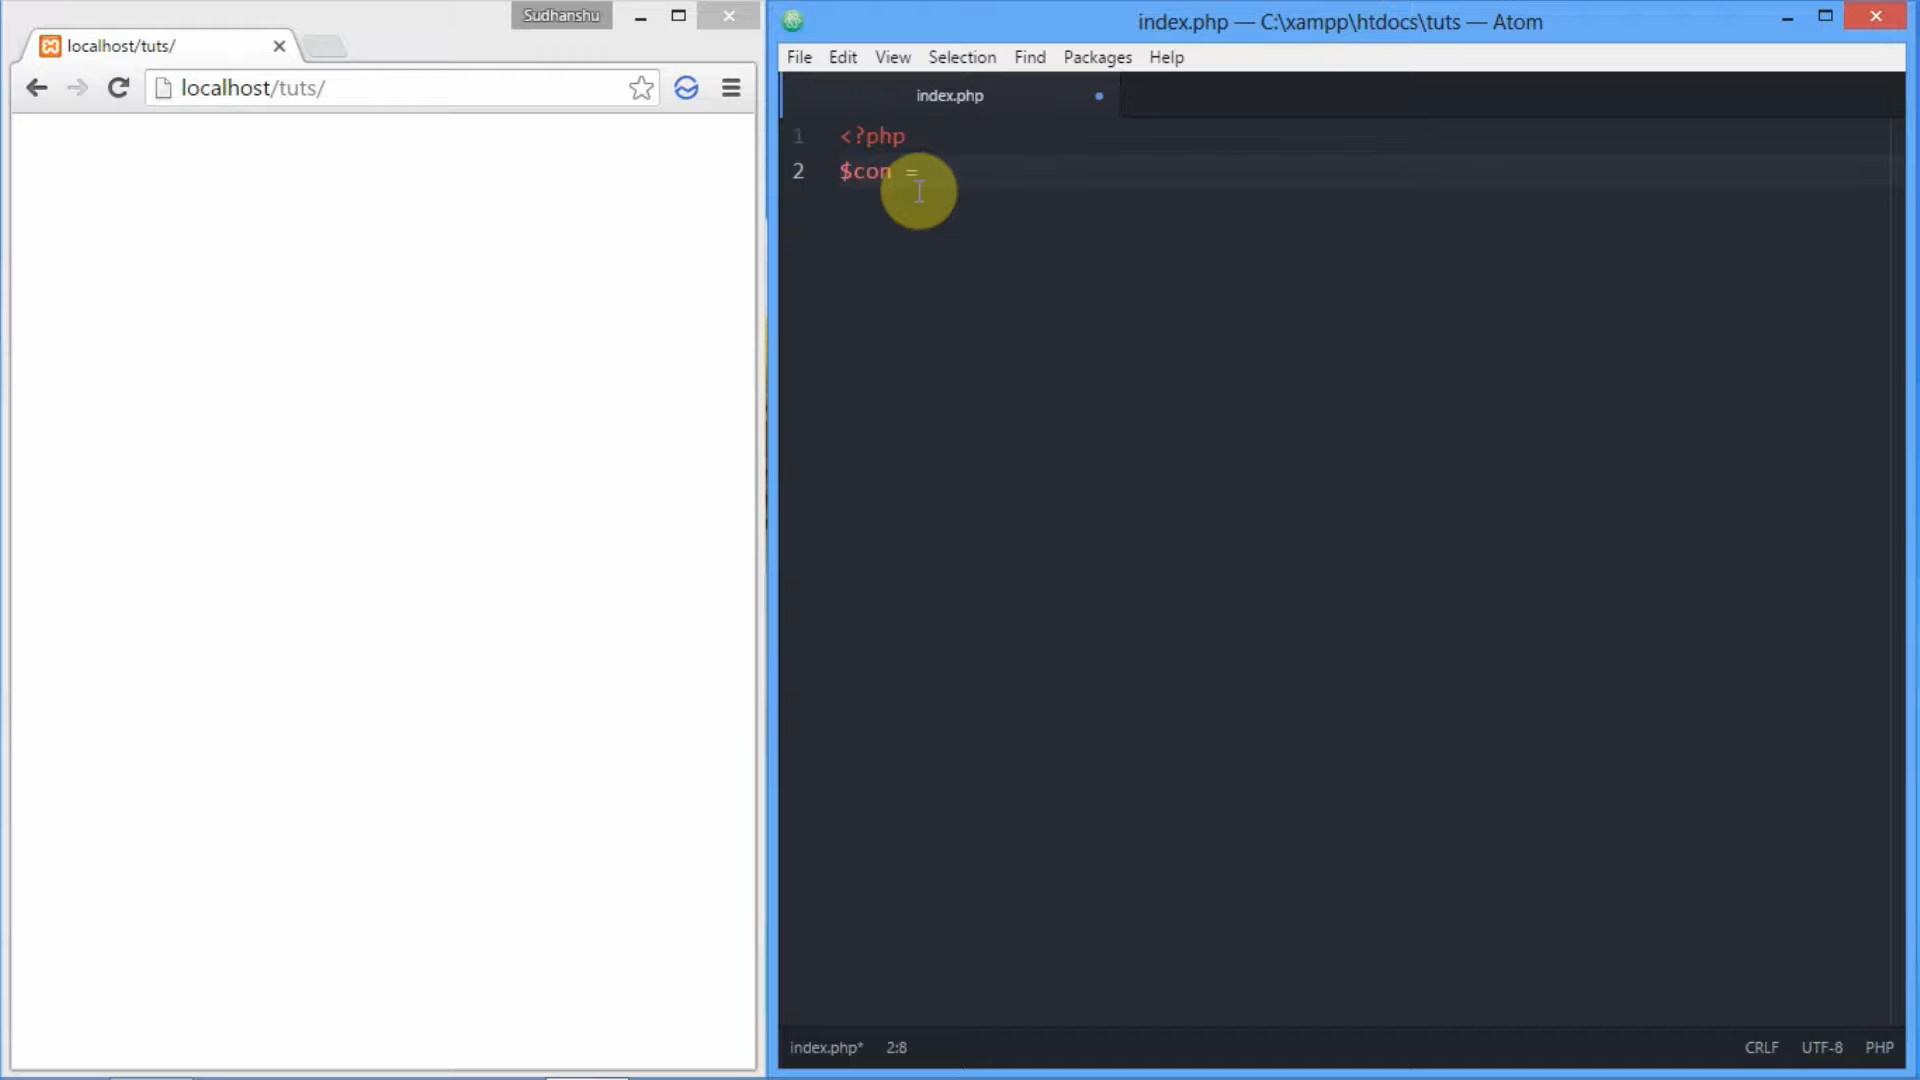 Sudhanshu
localhost/tuts/
localhost/tuts/
index.php — C:\xampp\htdocs\tuts — Atom
File Edit View Selection Find Packages Help
index.php
1 <?php
2 $con =
index.php* 2:8 CRLF UTF-8 PHP